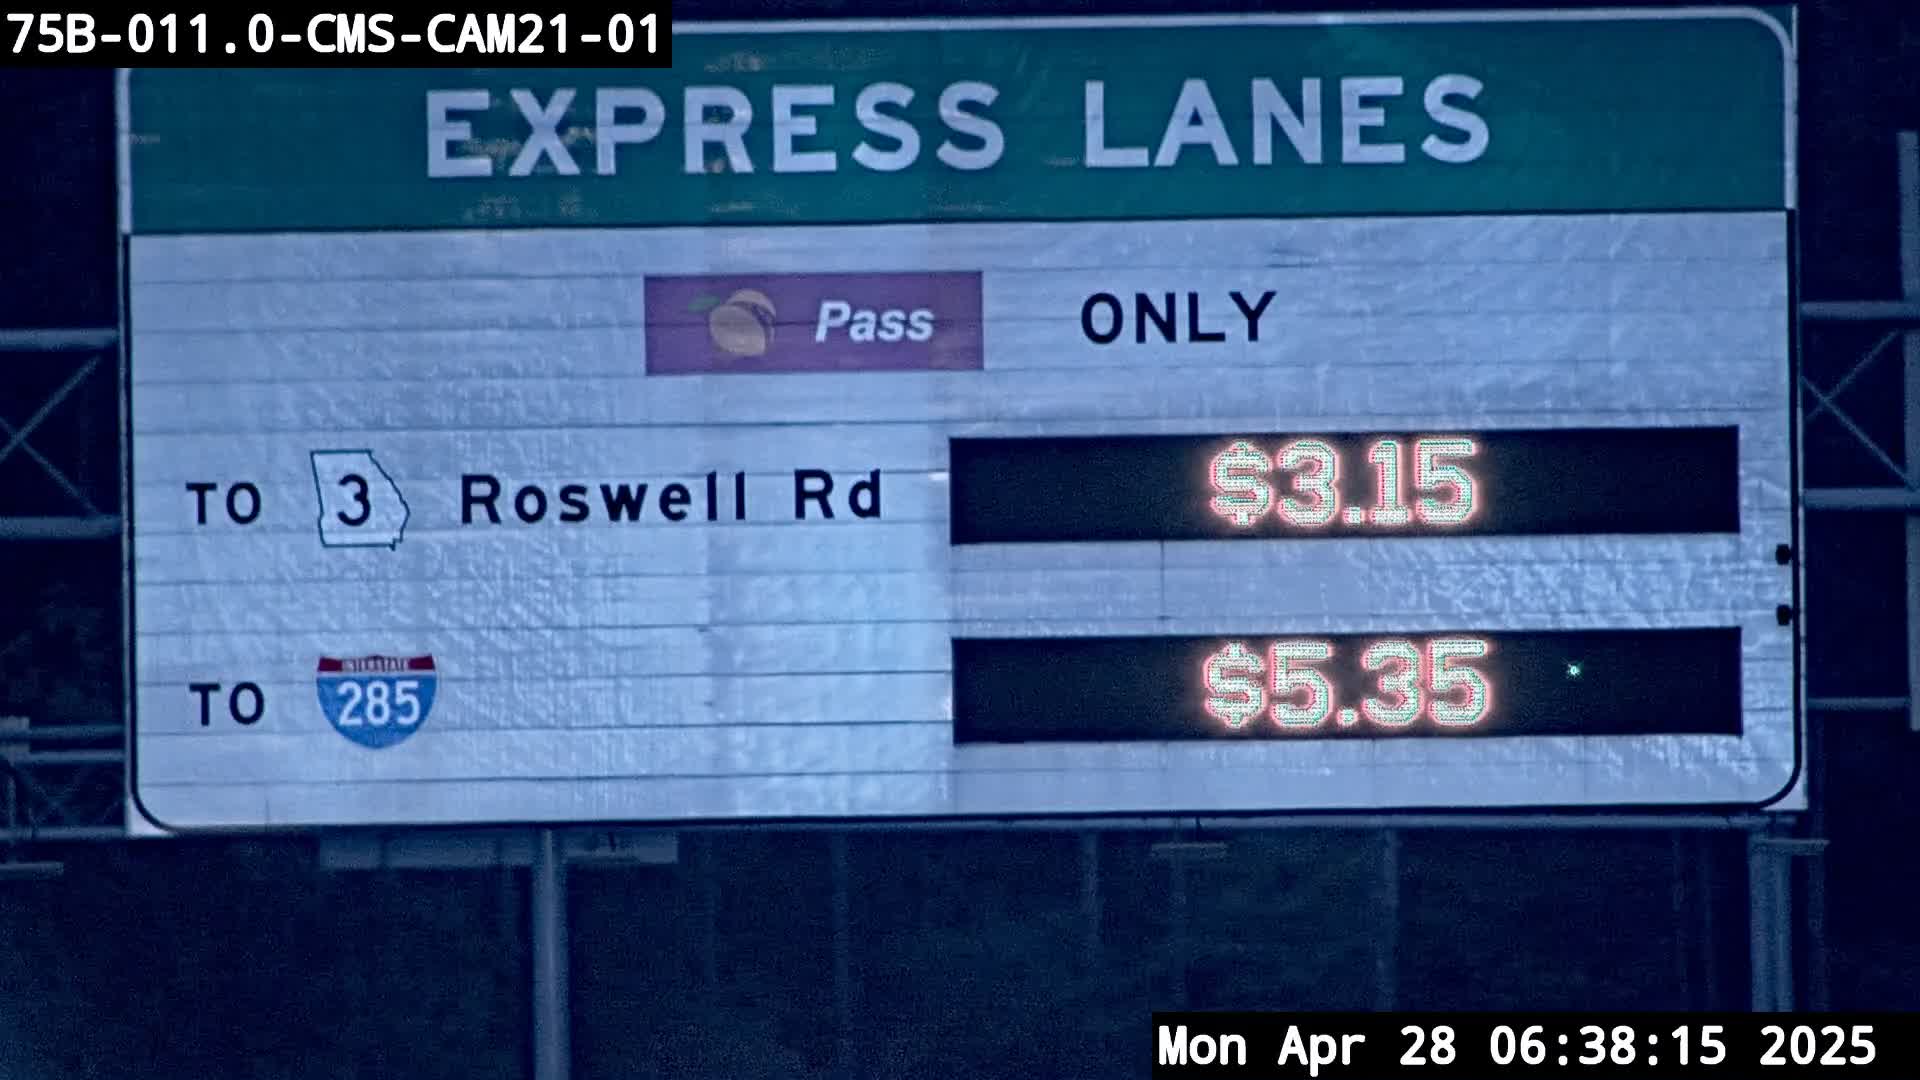 75B-011.0-CMS-CAM21-01
EXPRESS LANES
Pass ONLY
TO 3 Roswell Rd $3.15
INTERSTATE
TO 285 $5.35
Mon Apr 28 06:38:15 2025